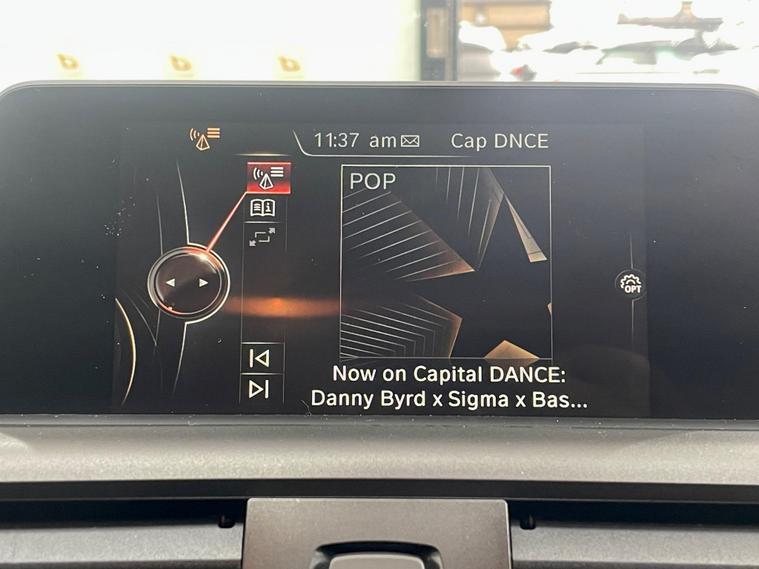 11:37 am
Cap DNCE
POP
OPT
Now on Capital DANCE:
Danny Byrd x Sigma x Bas...